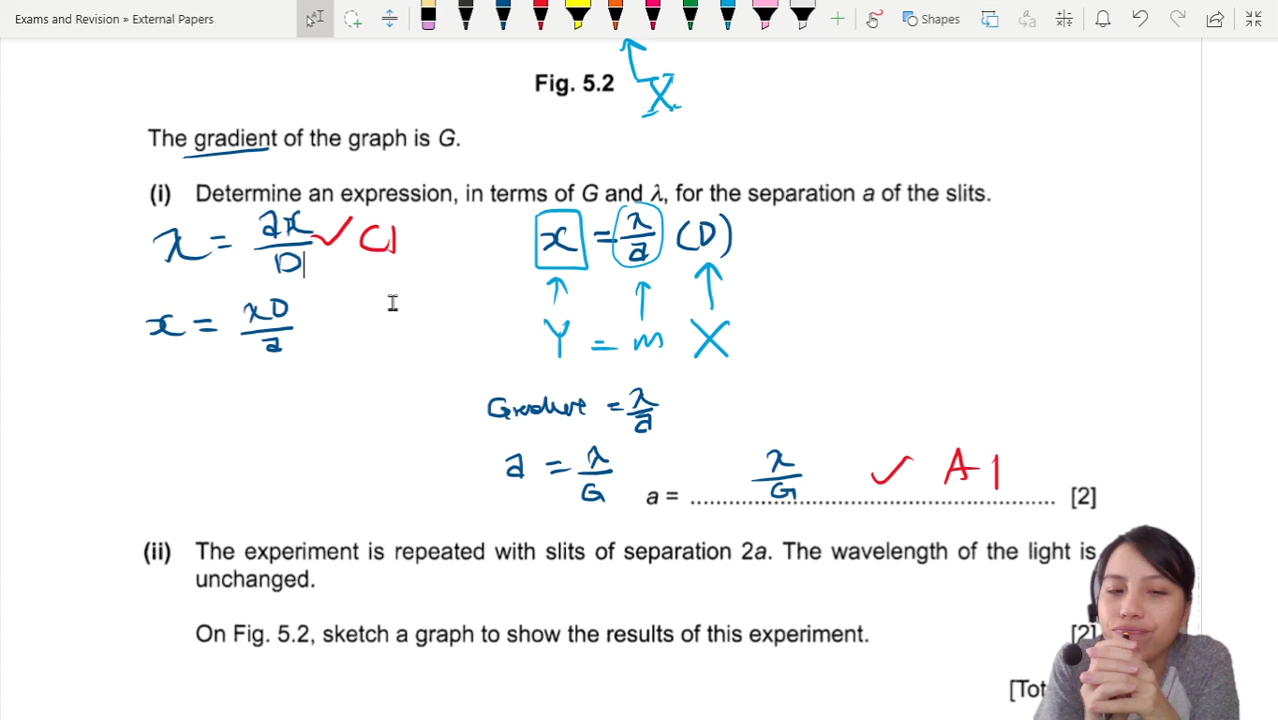 Exams and Revision » External Papers
Shapes
Fig. 5.2
X
The gradient of the graph is G.
(i) Determine an expression, in terms of G and λ, for the separation a of the slits.
λ = ax/D ✓ C1
x = λD/a
x = λ/a (D)
Y = m X
Gradient = λ/a
a = λ/G
a = λ/G ✓ A1 [2]
(ii) The experiment is repeated with slits of separation 2a. The wavelength of the light is
unchanged.
On Fig. 5.2, sketch a graph to show the results of this experiment. [2]
[Tot